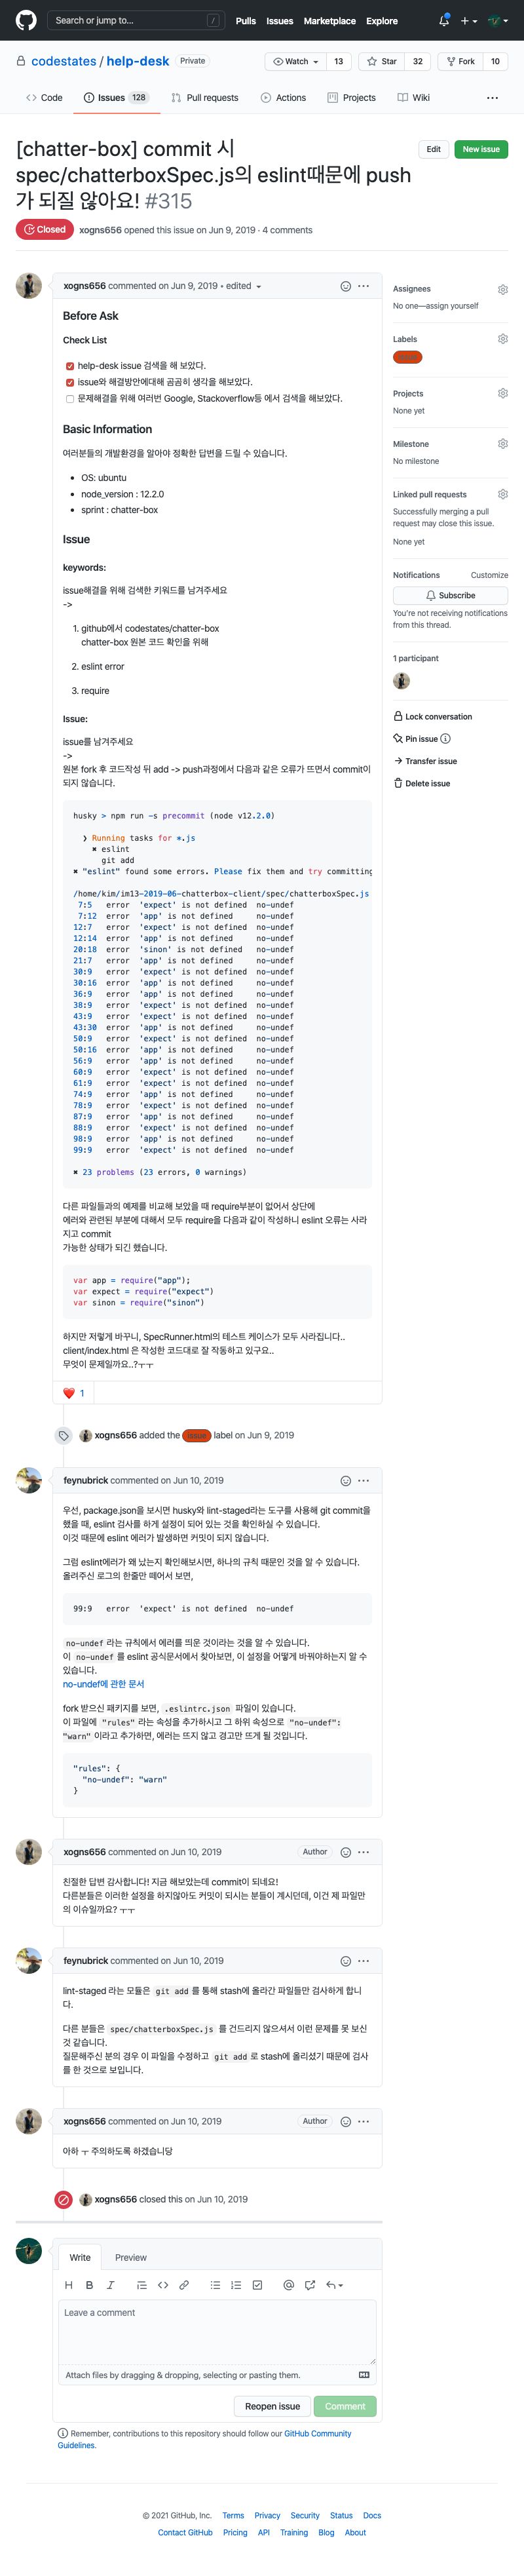 Search or jump to... /
Pulls Issues Marketplace Explore
codestates / help-desk Private
Watch 13 Star 32 Fork 10
Code Issues 128 Pull requests Actions Projects Wiki
[chatter-box] commit 시
spec/chatterboxSpec.js의 eslint때문에 push
가 되질 않아요! #315
Edit New issue
Closed xogns656 opened this issue on Jun 9, 2019 · 4 comments
xogns656 commented on Jun 9, 2019 • edited
Before Ask
Check List
help-desk issue 검색을 해 보았다.
issue와 해결방안에대해 곰곰히 생각을 해보았다.
문제해결을 위해 여러번 Google, Stackoverflow등 에서 검색을 해보았다.
Basic Information
여러분들의 개발환경을 알아야 정확한 답변을 드릴 수 있습니다.
OS: ubuntu
node_version : 12.2.0
sprint : chatter-box
Issue
keywords:
issue해결을 위해 검색한 키워드를 남겨주세요
->
1. github에서 codestates/chatter-box
chatter-box 원본 코드 확인을 위해
2. eslint error
3. require
Issue:
issue를 남겨주세요
->
원본 fork 후 코드작성 뒤 add -> push과정에서 다음과 같은 오류가 뜨면서 commit이
되지 않습니다.
husky > npm run -s precommit (node v12.2.0)
❯ Running tasks for *.js
✖ eslint
git add
✖ "eslint" found some errors. Please fix them and try committing
/home/kim/im13-2019-06-chatterbox-client/spec/chatterboxSpec.js
7:5 error 'expect' is not defined no-undef
7:12 error 'app' is not defined no-undef
12:7 error 'expect' is not defined no-undef
12:14 error 'app' is not defined no-undef
20:18 error 'sinon' is not defined no-undef
21:7 error 'app' is not defined no-undef
30:9 error 'expect' is not defined no-undef
30:16 error 'app' is not defined no-undef
36:9 error 'app' is not defined no-undef
38:9 error 'expect' is not defined no-undef
43:9 error 'expect' is not defined no-undef
43:30 error 'app' is not defined no-undef
50:9 error 'expect' is not defined no-undef
50:16 error 'app' is not defined no-undef
56:9 error 'app' is not defined no-undef
60:9 error 'expect' is not defined no-undef
61:9 error 'expect' is not defined no-undef
74:9 error 'app' is not defined no-undef
78:9 error 'expect' is not defined no-undef
87:9 error 'app' is not defined no-undef
88:9 error 'expect' is not defined no-undef
98:9 error 'app' is not defined no-undef
99:9 error 'expect' is not defined no-undef
✖ 23 problems (23 errors, 0 warnings)
다른 파일들과의 예제를 비교해 보았을 때 require부분이 없어서 상단에
에러와 관련된 부분에 대해서 모두 require을 다음과 같이 작성하니 eslint 오류는 사라
지고 commit
가능한 상태가 되긴 했습니다.
var app = require("app");
var expect = require("expect")
var sinon = require("sinon")
하지만 저렇게 바꾸니, SpecRunner.html의 테스트 케이스가 모두 사라집니다..
client/index.html 은 작성한 코드대로 잘 작동하고 있구요..
무엇이 문제일까요..?ㅜㅜ
❤️ 1
xogns656 added the issue label on Jun 9, 2019
feynubrick commented on Jun 10, 2019
우선, package.json을 보시면 husky와 lint-staged라는 도구를 사용해 git commit을
했을 때, eslint 검사를 하게 설정이 되어 있는 것을 확인하실 수 있습니다.
이것 때문에 eslint 에러가 발생하면 커밋이 되지 않습니다.
그럼 eslint에러가 왜 났는지 확인해보시면, 하나의 규칙 때문인 것을 알 수 있습니다.
올려주신 로그의 한줄만 떼어서 보면,
99:9 error 'expect' is not defined no-undef
no-undef 라는 규칙에서 에러를 띄운 것이라는 것을 알 수 있습니다.
이 no-undef 를 eslint 공식문서에서 찾아보면, 이 설정을 어떻게 바꿔야하는지 알 수
있습니다.
no-undef에 관한 문서
fork 받으신 패키지를 보면, .eslintrc.json 파일이 있습니다.
이 파일에 "rules" 라는 속성을 추가하시고 그 하위 속성으로 "no-undef":
"warn" 이라고 추가하면, 에러는 뜨지 않고 경고만 뜨게 될 것입니다.
"rules": {
"no-undef": "warn"
}
xogns656 commented on Jun 10, 2019 Author
친절한 답변 감사합니다! 지금 해보았는데 commit이 되네요!
다른분들은 이러한 설정을 하지않아도 커밋이 되시는 분들이 계시던데, 이건 제 파일만
의 이슈일까요? ㅜㅜ
feynubrick commented on Jun 10, 2019
lint-staged 라는 모듈은 git add 를 통해 stash에 올라간 파일들만 검사하게 합니
다.
다른 분들은 spec/chatterboxSpec.js 를 건드리지 않으셔서 이런 문제를 못 보신
것 같습니다.
질문해주신 분의 경우 이 파일을 수정하고 git add 로 stash에 올리셨기 때문에 검사
를 한 것으로 보입니다.
xogns656 commented on Jun 10, 2019 Author
아하 ㅜ 주의하도록 하겠습니당
xogns656 closed this on Jun 10, 2019
Write Preview
Leave a comment
Attach files by dragging & dropping, selecting or pasting them.
Reopen issue Comment
Remember, contributions to this repository should follow our GitHub Community
Guidelines.
Assignees
No one—assign yourself
Labels
issue
Projects
None yet
Milestone
No milestone
Linked pull requests
Successfully merging a pull
request may close this issue.
None yet
Notifications Customize
Subscribe
You're not receiving notifications
from this thread.
1 participant
Lock conversation
Pin issue
Transfer issue
Delete issue
© 2021 GitHub, Inc. Terms Privacy Security Status Docs
Contact GitHub Pricing API Training Blog About